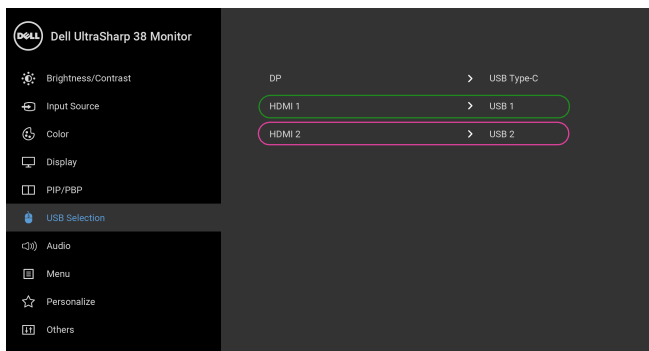 DELL Dell UltraSharp 38 Monitor
Brightness/Contrast
Input Source
Color
Display
PIP/PBP
USB Selection
Audio
Menu
Personalize
Others
DP > USB Type-C
HDMI 1 > USB 1
HDMI 2 > USB 2